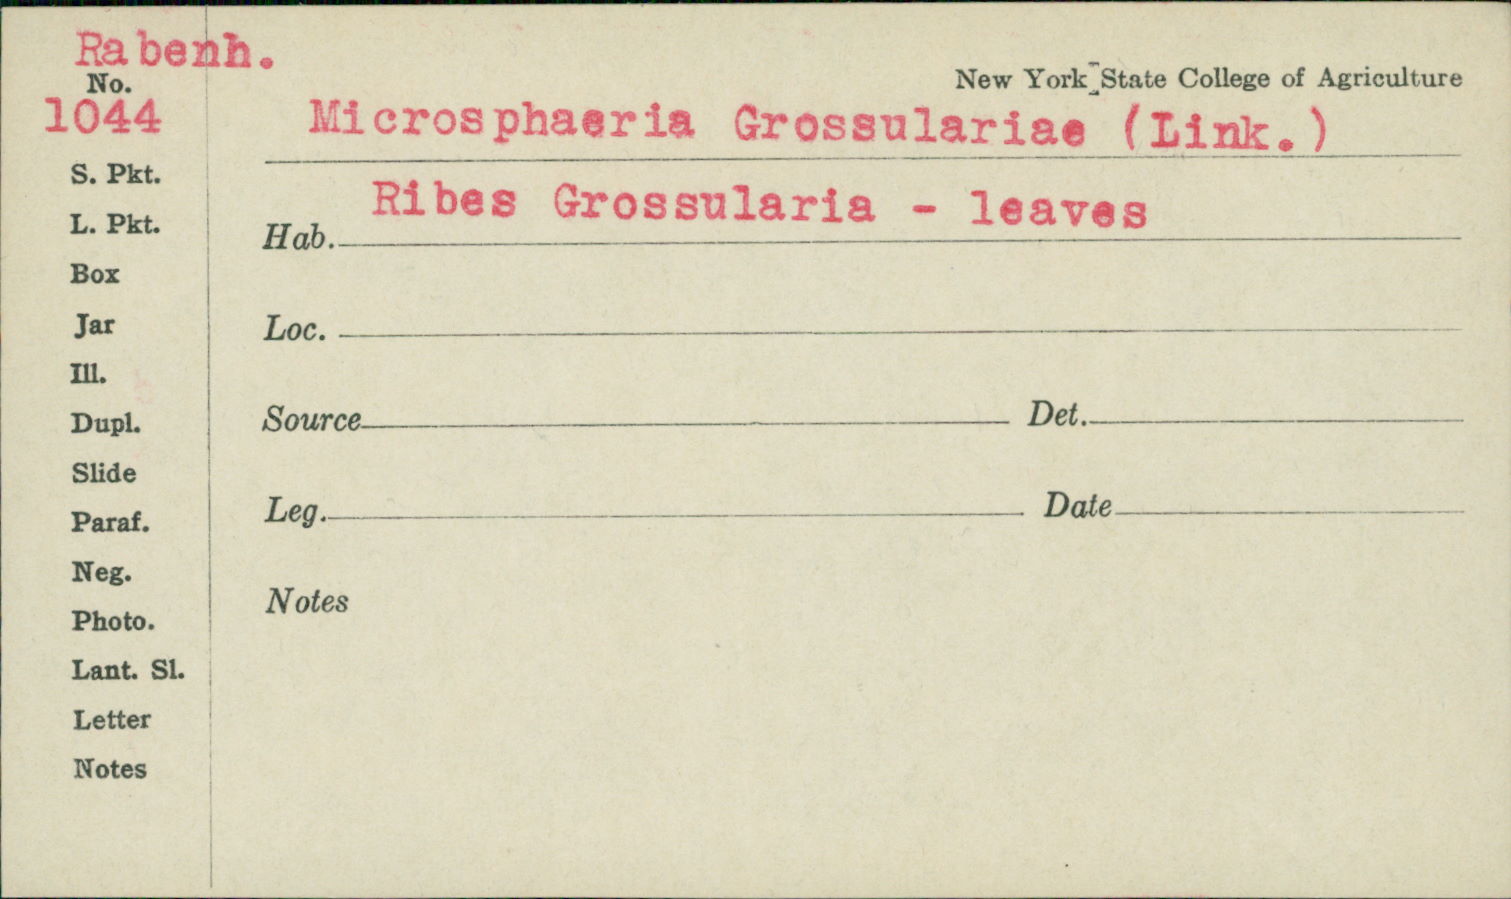 Rabenh.
No.
1044
New York State College of Agriculture
Microsphaeria Grossulariae (Link.)
Ribes Grossularia - leaves
Hab.
Loc.
Source Det.
Leg. Date
Notes
S. Pkt.
L. Pkt.
Box
Jar
Ill.
Dupl.
Slide
Paraf.
Neg.
Photo.
Lant. Sl.
Letter
Notes